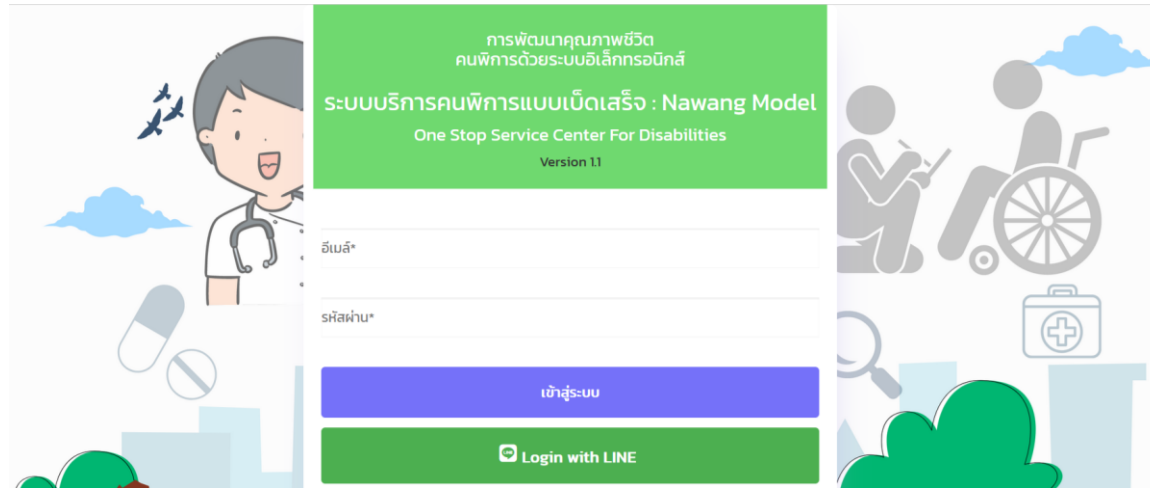 การพัฒนาคุณภาพชีวิต
คนพิการด้วยระบบอิเล็กทรอนิกส์
ระบบบริการคนพิการแบบเบ็ดเสร็จ : Nawang Model
One Stop Service Center For Disabilities
Version 1.1
อีเมล์*
รหัสผ่าน*
เข้าสู่ระบบ
Login with LINE